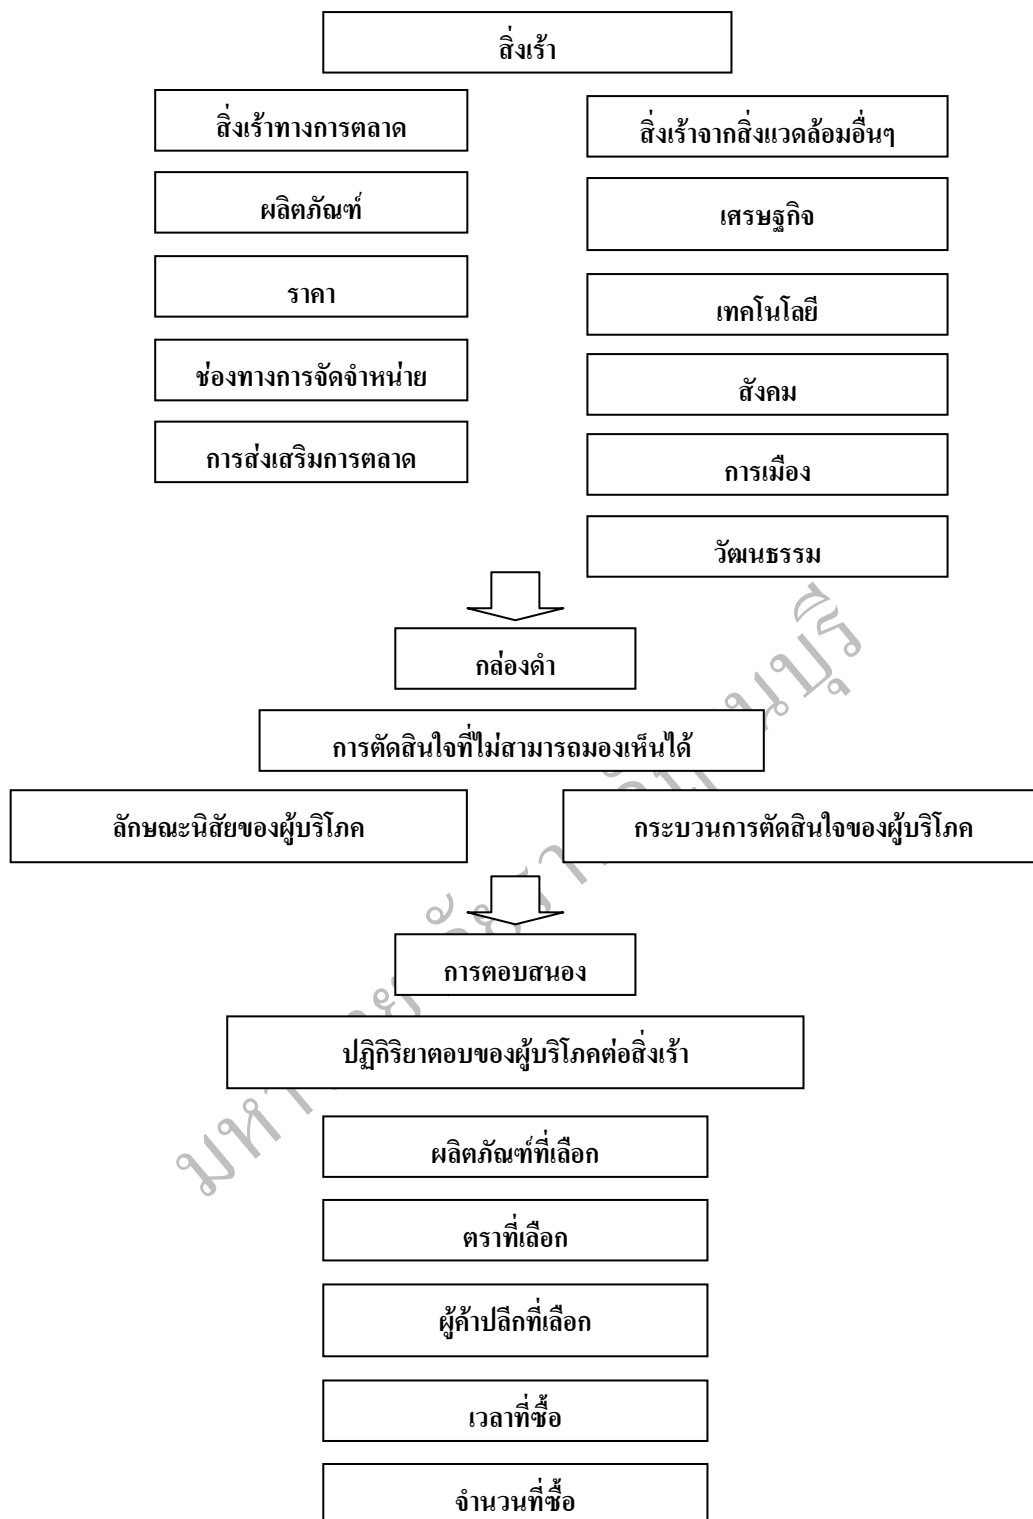 สิ่งเร้า
สิ่งเร้าทางการตลาด
ผลิตภัณฑ์
ราคา
ช่องทางการจัดจำหน่าย
การส่งเสริมการตลาด
สิ่งเร้าจากสิ่งแวดล้อมอื่นๆ
เศรษฐกิจ
เทคโนโลยี
สังคม
การเมือง
วัฒนธรรม
กล่องดำ
การตัดสินใจที่ไม่สามารถมองเห็นได้
ลักษณะนิสัยของผู้บริโภค
กระบวนการตัดสินใจของผู้บริโภค
การตอบสนอง
ปฏิกิริยาตอบของผู้บริโภคต่อสิ่งเร้า
ผลิตภัณฑ์ที่เลือก
ตราที่เลือก
ผู้ค้าปลีกที่เลือก
เวลาที่ซื้อ
จำนวนที่ซื้อ